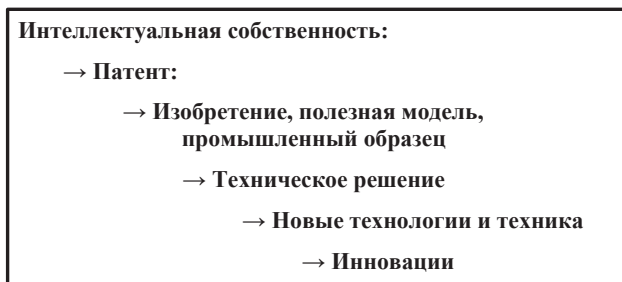 Интеллектуальная собственность:
→ Патент:
→ Изобретение, полезная модель,
промышленный образец
→ Техническое решение
→ Новые технологии и техника
→ Инновации